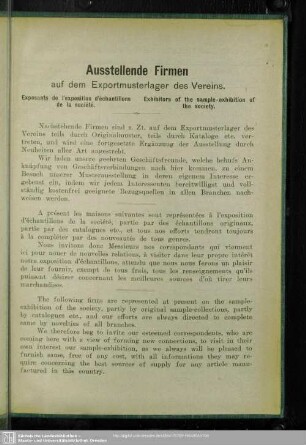 Ausstellende Firmen
auf dem Exportmusterlager des Vereins.
Exposants de l'exposition d'échantillons
de la société.
Exhibitors of the sample-exhibition of
the society.
Nachstehende Firmen sind z. Zt. auf dem Exportmusterlager des
Vereins teils durch Originalmuster, teils durch Kataloge etc. ver-
treten, und wird eine fortgesetzte Ergänzung der Ausstellung durch
Neuheiten aller Art angestrebt.
Wir laden unsere geehrten Geschäftsfreunde, welche behufs An-
knüpfung von Geschäftsverbindungen nach hier kommen, zu einem
Besuch unserer Musterausstellung in deren eigenem Interesse er-
gebenst ein, indem wir jedem Interessenten bereitwilligst und voll-
ständig kostenfrei geeignete Bezugsquellen in allen Branchen nach-
weisen werden.
A présent les maisons suivantes sont représentées à l'exposition
d'échantillons de la société, partie par des échantillons originaux,
partie par des catalogues etc., et tous nos efforts tendront toujours
à la compléter par des nouveautés de tous genres.
Nous invitons donc Messieurs nos correspondants qui viennent
ici pour nouer de nouvelles relations, à visiter dans leur propre intérêt
notre exposition d'échantillons, attendu que nous nous ferons un plaisir
de leur fournir, exempt de tous frais, tous les renseignements qu'ils
puissent désirer concernant les meilleures sources d'où tirer leurs
marchandises.
The following firms are represented at present on the sample-
exhibition of the society, partly by original sample-collections, partly
by catalogues etc., and our efforts are always directed to complete
same by novelties of all branches.
We therefore beg to invite our esteemed correspondents, who are
coming here with a view of forming new connections, to visit in their
own interest our sample-exhibition, as we always will be pleased to
furnish same, free of any cost, with all informations they may re-
quire concerning the best sources of supply for any article manu-
factured in this country.